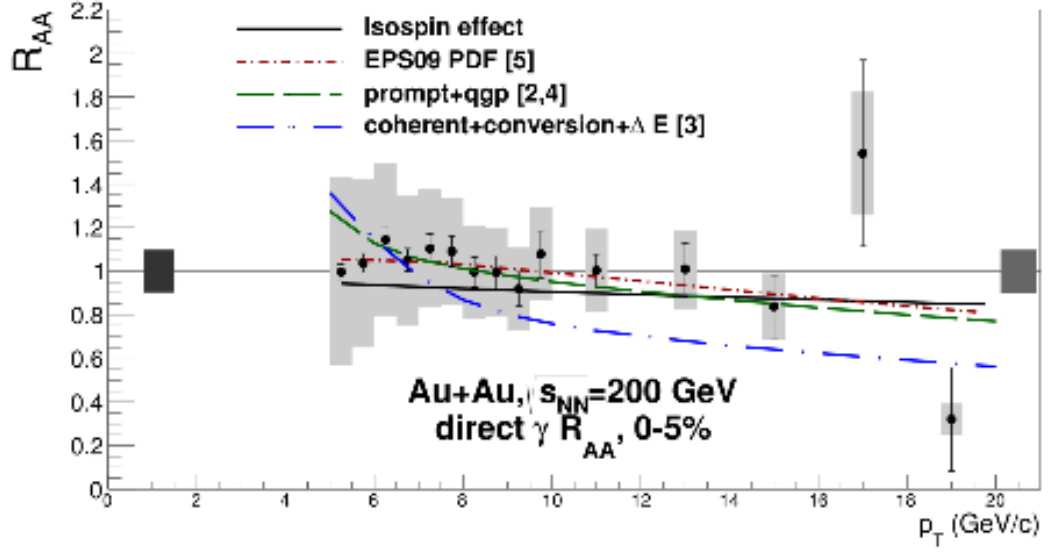 R_AA
2.2
2
1.8
1.6
1.4
1.2
1
0.8
0.6
0.4
0.2
0
Isospin effect
EPS09 PDF [5]
prompt+qgp [2,4]
coherent+conversion+Δ E [3]
Au+Au, s_NN=200 GeV
direct γ R_AA, 0-5%
0 2 4 6 8 10 12 14 16 18 20
p_T (GeV/c)